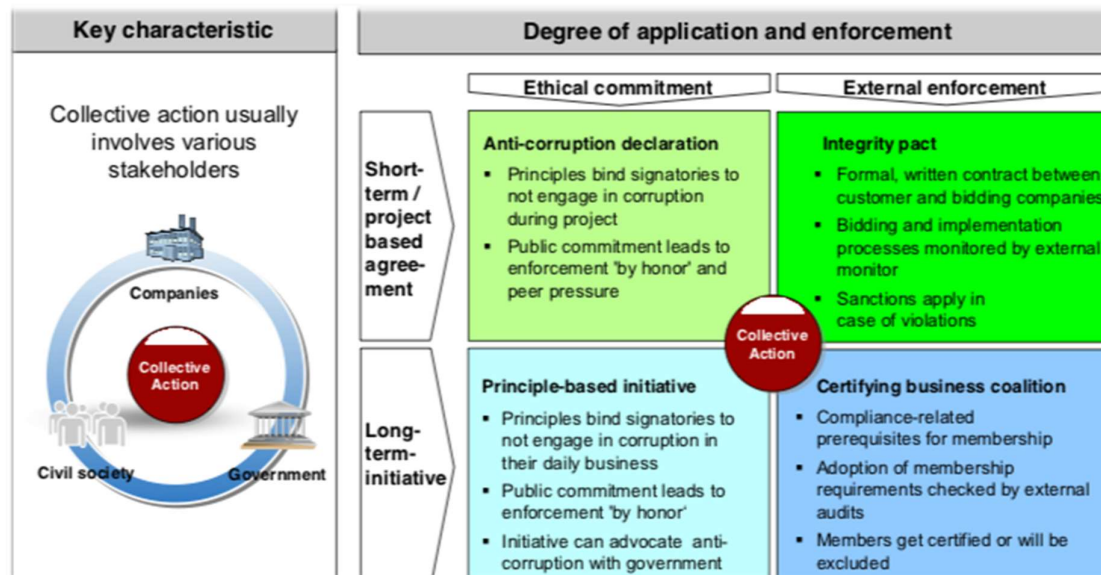 Key characteristic
Collective action usually
involves various
stakeholders
Companies
Collective
Action
Civil society
Government
Degree of application and enforcement
Ethical commitment
External enforcement
Short-
term /
project
based
agree-
ment
Anti-corruption declaration
▪ Principles bind signatories to
not engage in corruption
during project
▪ Public commitment leads to
enforcement 'by honor' and
peer pressure
Integrity pact
▪ Formal, written contract between
customer and bidding companies
▪ Bidding and implementation
processes monitored by external
monitor
▪ Sanctions apply in
case of violations
Collective
Action
Long-
term-
initiative
Principle-based initiative
▪ Principles bind signatories to
not engage in corruption in
their daily business
▪ Public commitment leads to
enforcement 'by honor‘
▪ Initiative can advocate anti-
corruption with government
Certifying business coalition
▪ Compliance-related
prerequisites for membership
▪ Adoption of membership
requirements checked by external
audits
▪ Members get certified or will be
excluded